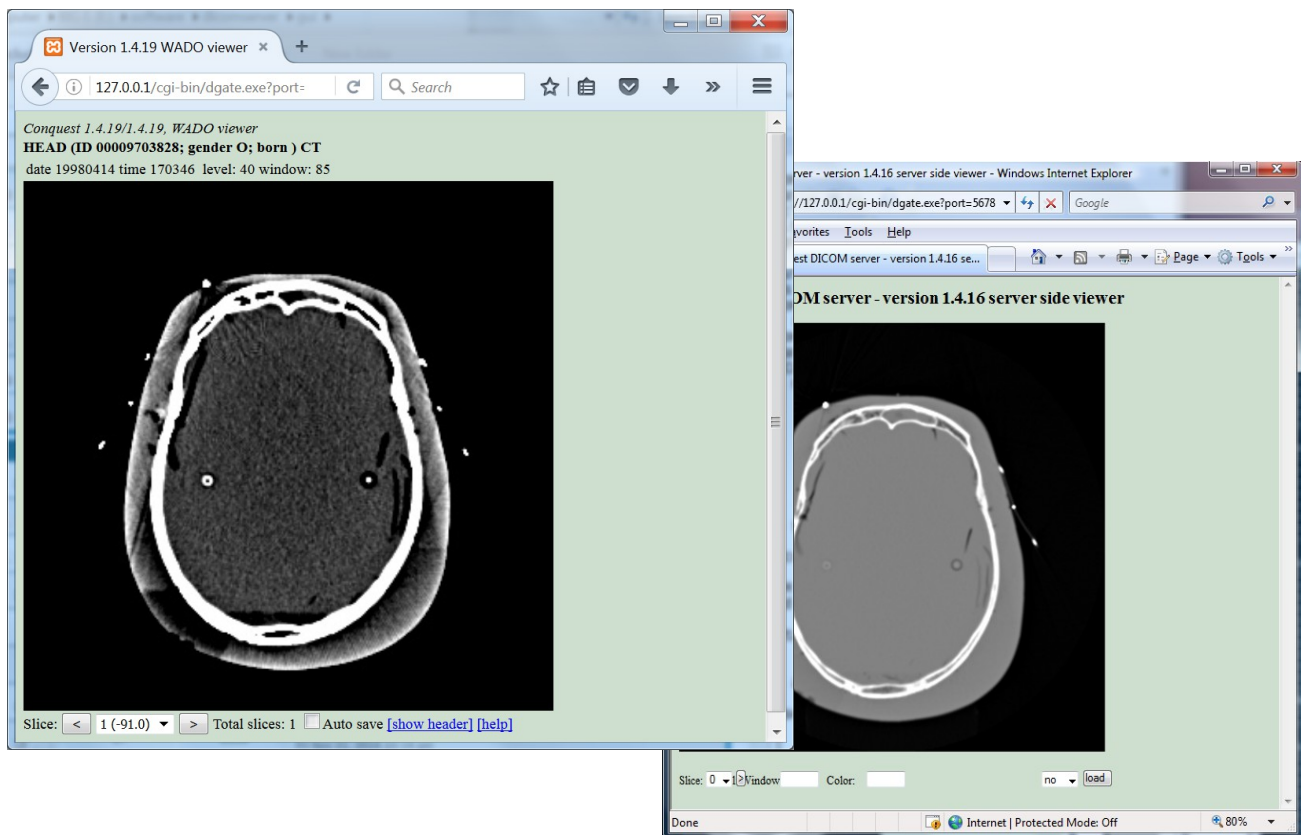 Version 1.4.19 WADO viewer
127.0.0.1/cgi-bin/dgate.exe?port=
Search
Conquest 1.4.19/1.4.19, WADO viewer
HEAD (ID 00009703828; gender O; born ) CT
date 19980414 time 170346 level: 40 window: 85
Slice: < 1 (-91.0) > Total slices: 1 Auto save [show header] [help]
rver - version 1.4.16 server side viewer - Windows Internet Explorer
//127.0.0.1/cgi-bin/dgate.exe?port=5678
Google
vorites Tools Help
est DICOM server - version 1.4.16 se...
Page Tools
OM server - version 1.4.16 server side viewer
Slice: 0 1 > Window Color: no load
Done
Internet | Protected Mode: Off
80%